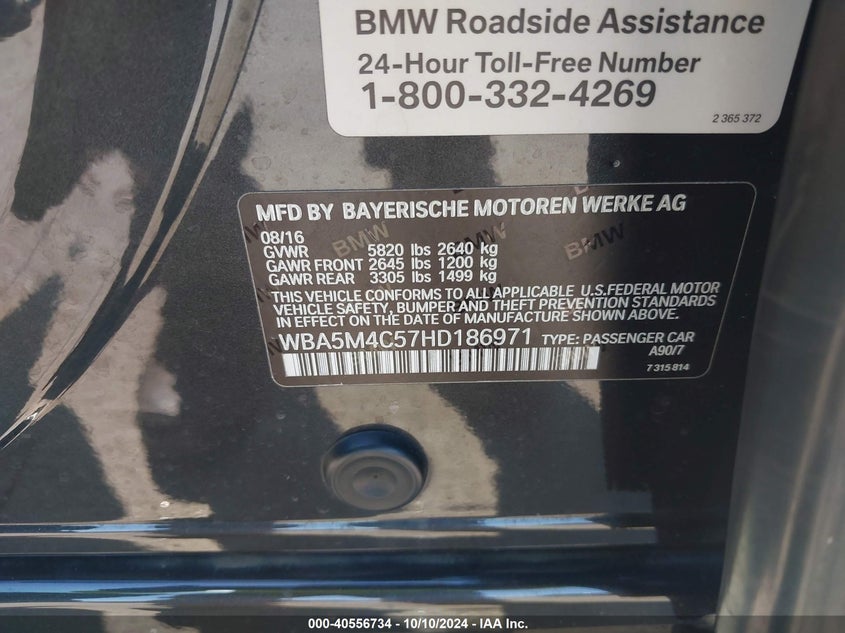 BMW Roadside Assistance
24-Hour Toll-Free Number
1-800-332-4269
2 365 372
MFD BY BAYERISCHE MOTOREN WERKE AG
08/16
GVWR 5820 lbs 2640 kg
GAWR FRONT 2645 lbs 1200 kg
GAWR REAR 3305 lbs 1499 kg
BMW BMW BMW
THIS VEHICLE CONFORMS TO ALL APPLICABLE U.S.FEDERAL MOTOR
VEHICLE SAFETY, BUMPER AND THEFT PREVENTION STANDARDS
IN EFFECT ON THE DATE OF MANUFACTURE SHOWN ABOVE.
WBA5M4C57HD186971 TYPE: PASSENGER CAR
A90/7
7 315 814
000-40556734 - 10/10/2024 - IAA Inc.